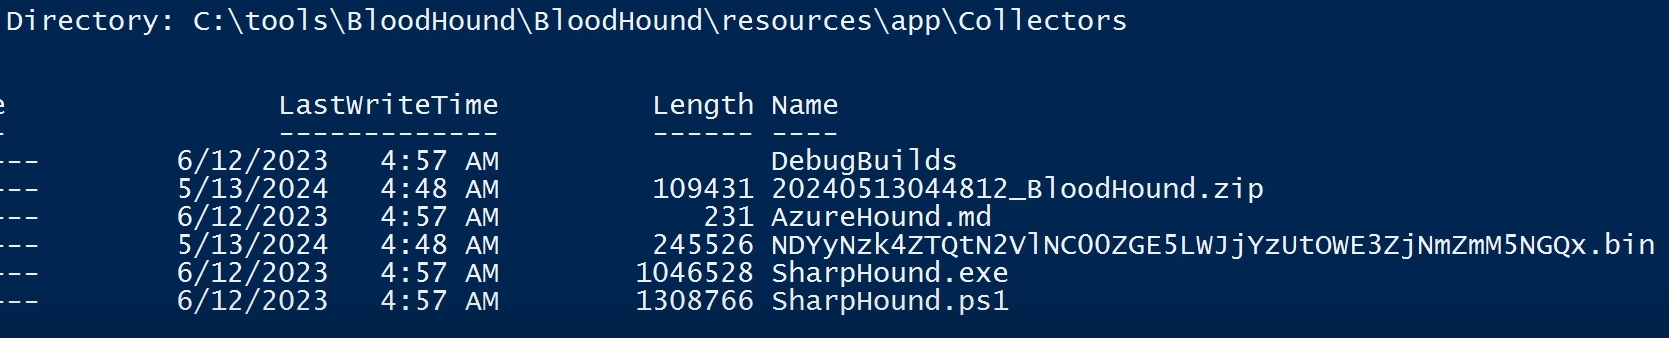 Directory: C:\tools\BloodHound\BloodHound\resources\app\Collectors
e LastWriteTime Length Name
- ------------- ------ ----
--- 6/12/2023 4:57 AM DebugBuilds
--- 5/13/2024 4:48 AM 109431 20240513044812_BloodHound.zip
--- 6/12/2023 4:57 AM 231 AzureHound.md
--- 5/13/2024 4:48 AM 245526 NDYyNzk4ZTQtN2VlNC00ZGE5LWJjYzUtOWE3ZjNmZmM5NGQx.bin
--- 6/12/2023 4:57 AM 1046528 SharpHound.exe
--- 6/12/2023 4:57 AM 1308766 SharpHound.ps1